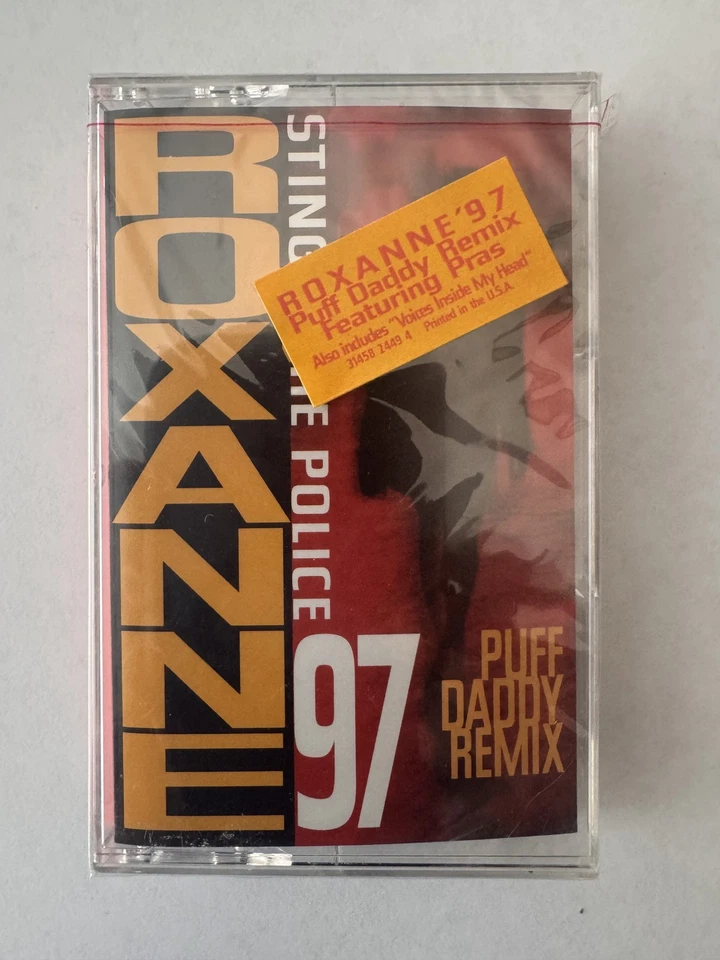 ROXANNE
STING
HE POLICE
97
PUFF
DADDY
REMIX
ROXANNE '97
Puff Daddy Remix
Featuring Pras
Also includes "Voices Inside My Head"
31458 2449 4 Printed in the U.S.A.